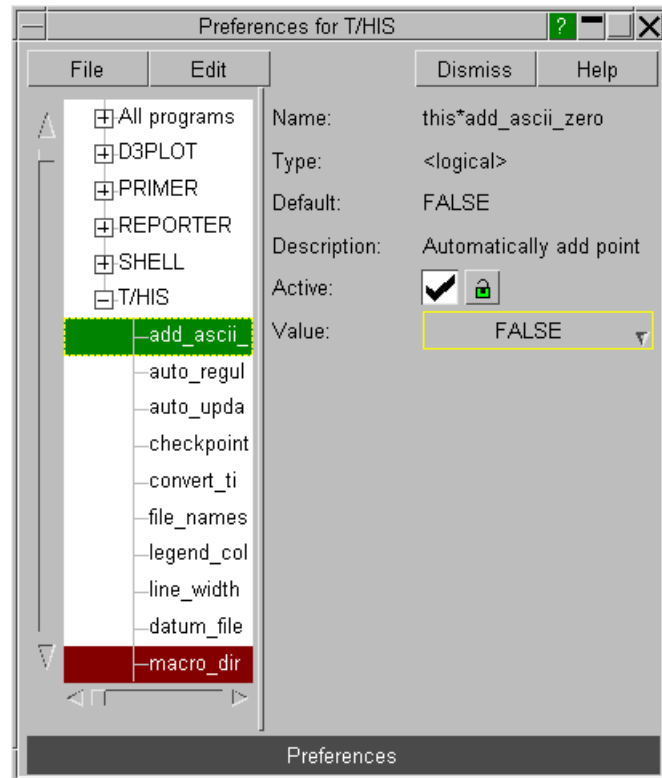 Preferences for T/HIS
?
File Edit Dismiss Help
All programs
D3PLOT
PRIMER
REPORTER
SHELL
T/HIS
add_ascii_
auto_regul
auto_upda
checkpoint
convert_ti
file_names
legend_col
line_width
datum_file
macro_dir
Name: this*add_ascii_zero
Type: <logical>
Default: FALSE
Description: Automatically add point
Active:
Value: FALSE
Preferences